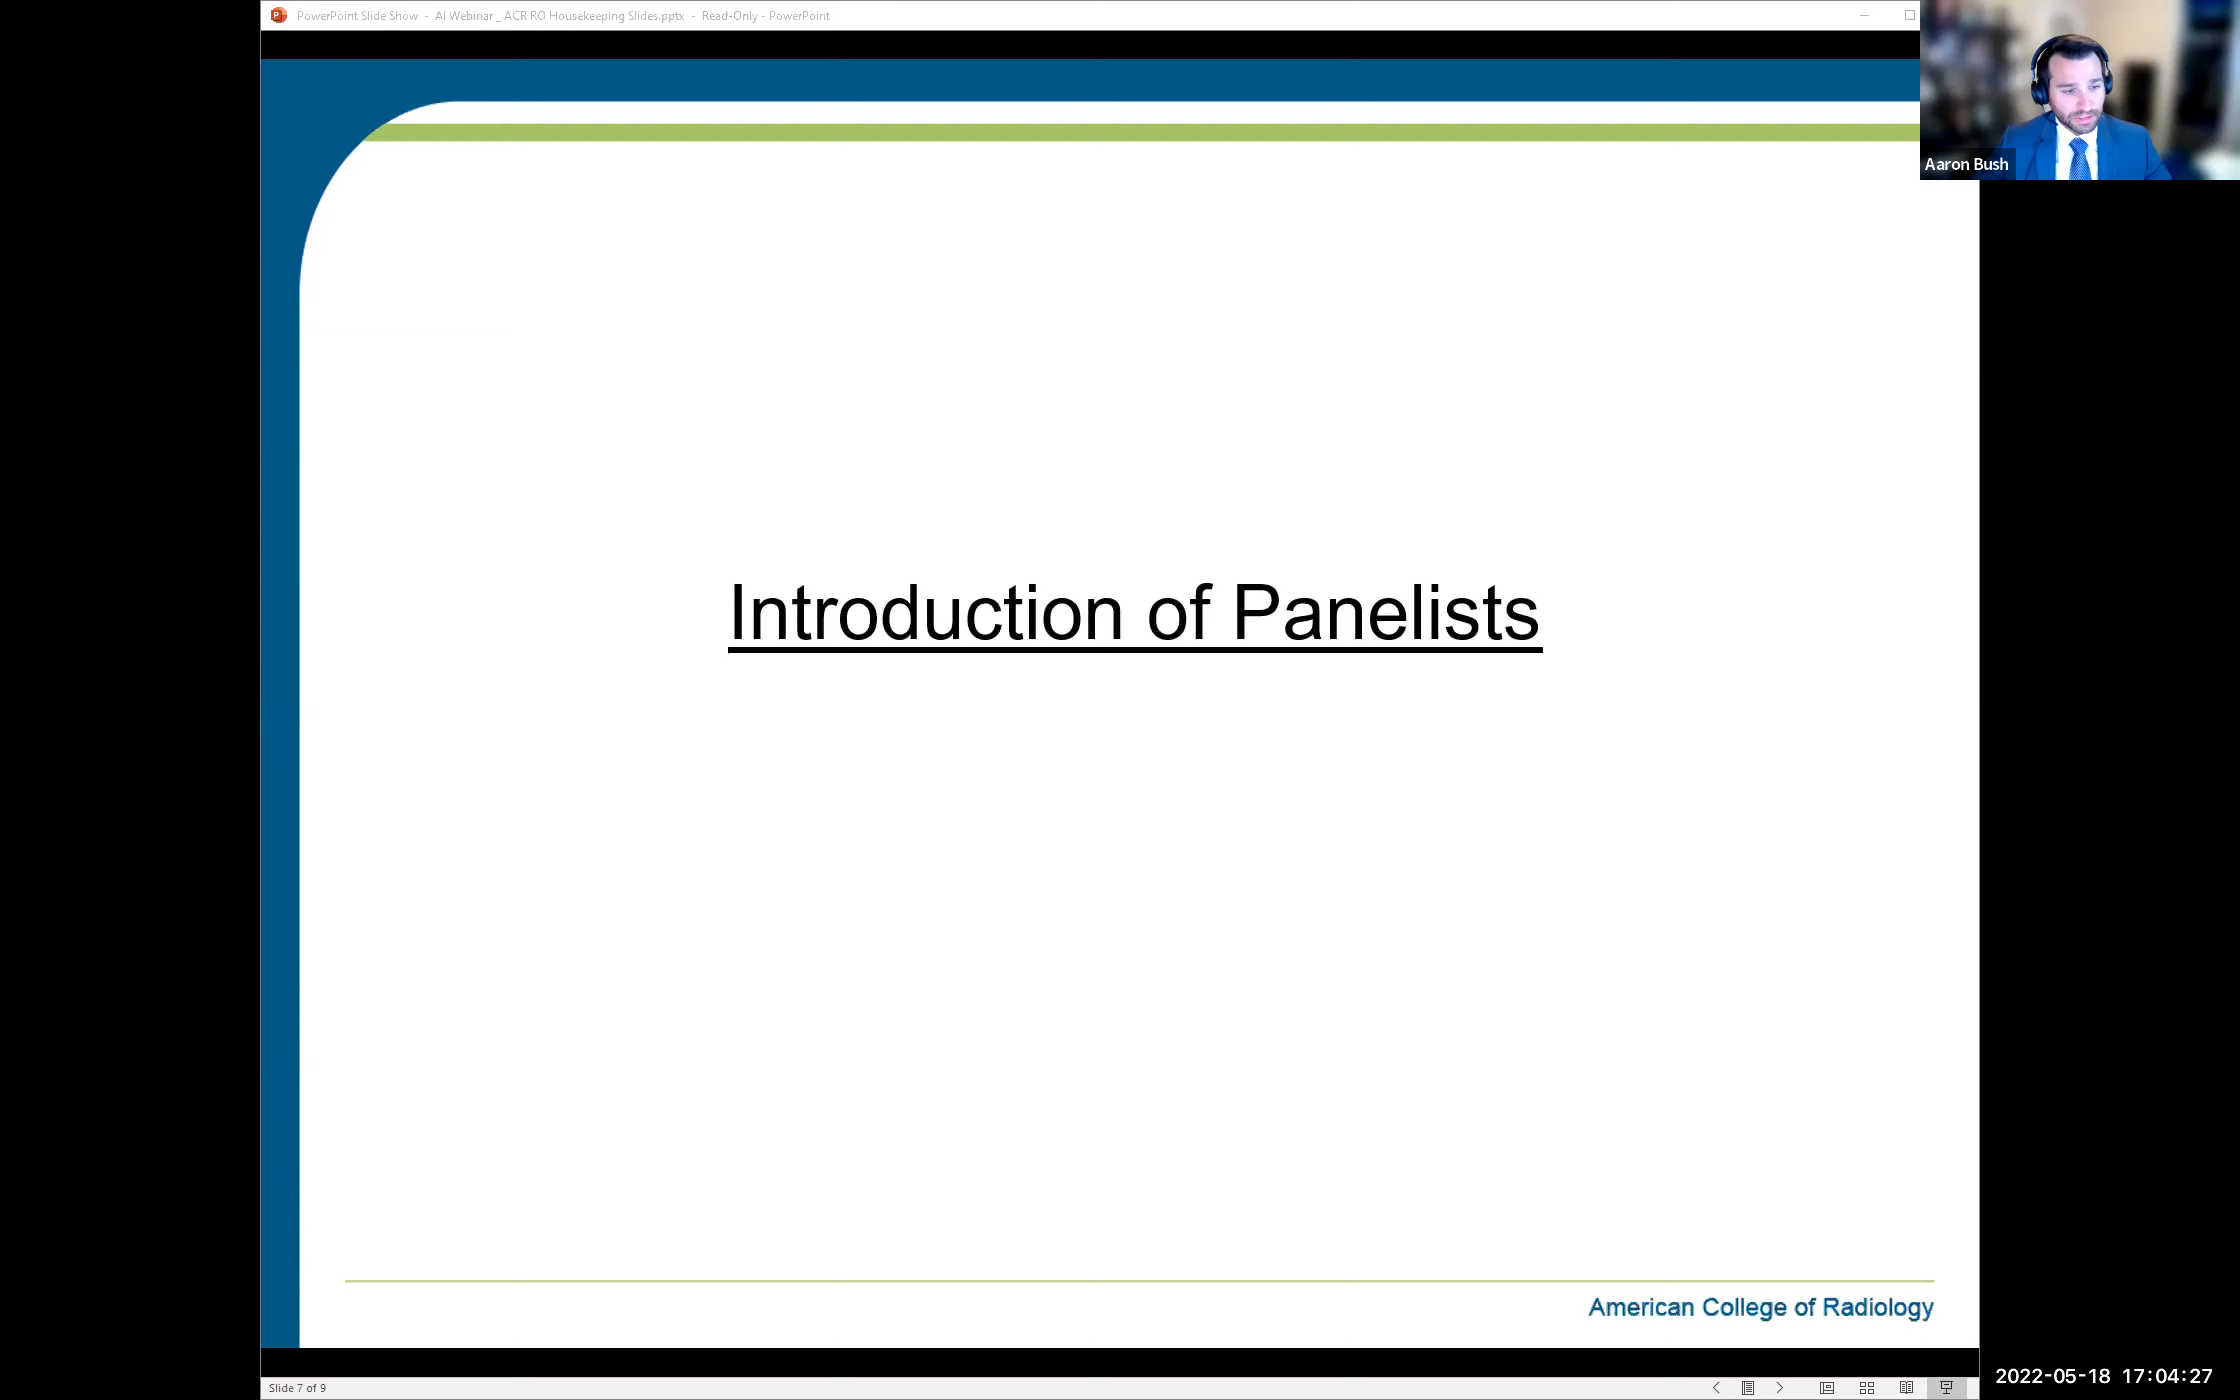 PowerPoint Slide Show - AI Webinar _ ACR RO Housekeeping Slides.pptx - Read-Only - PowerPoint
Aaron Bush
Introduction of Panelists
American College of Radiology
Slide 7 of 9
2022-05-18 17:04:27